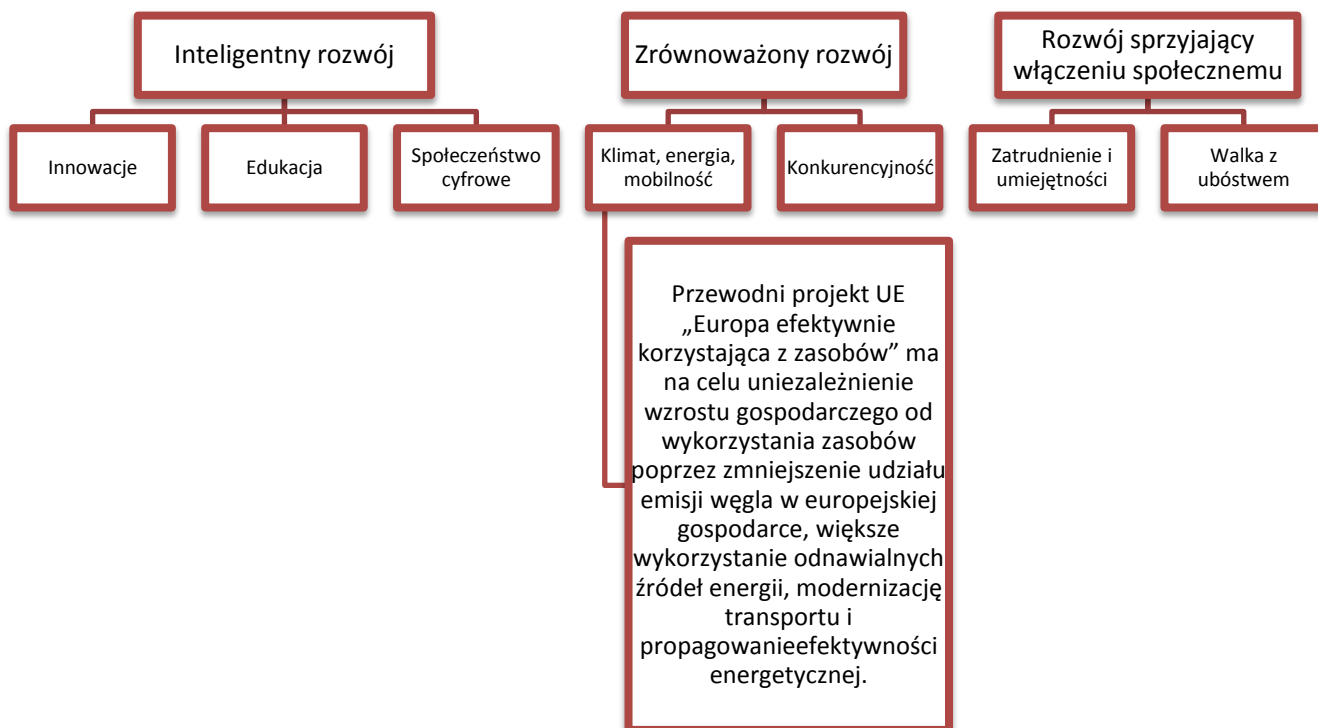 Inteligentny rozwój
Zrównoważony rozwój
Rozwój sprzyjający
włączeniu społecznemu
Innowacje
Edukacja
Społeczeństwo
cyfrowe
Klimat, energia,
mobilność
Konkurencyjność
Zatrudnienie i
umiejętności
Walka z
ubóstwem
Przewodni projekt UE
„Europa efektywnie
korzystająca z zasobów” ma
na celu uniezależnienie
wzrostu gospodarczego od
wykorzystania zasobów
poprzez zmniejszenie udziału
emisji węgla w europejskiej
gospodarce, większe
wykorzystanie odnawialnych
źródeł energii, modernizację
transportu i
propagowanieefektywności
energetycznej.